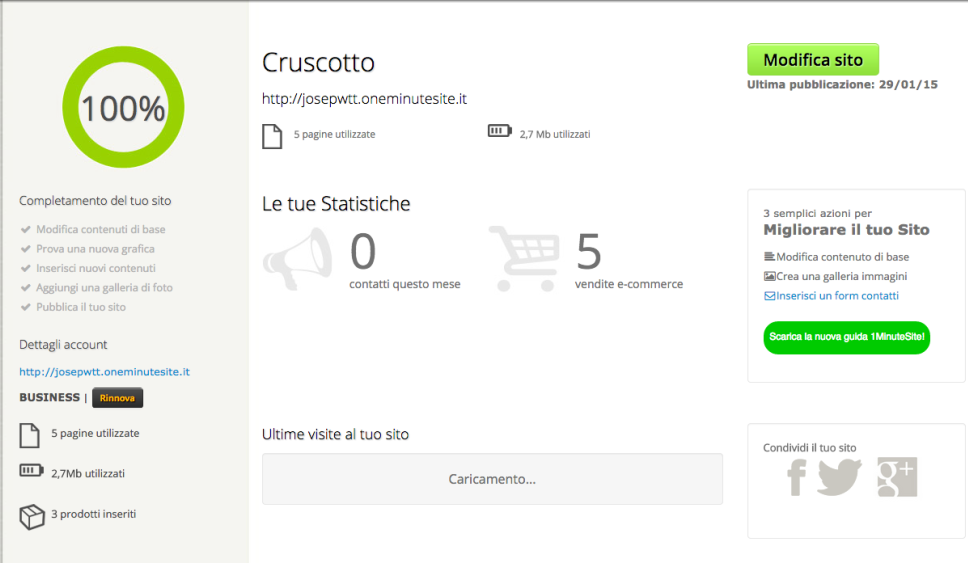 100%
Completamento del tuo sito
Modifica contenuti di base
Prova una nuova grafica
Inserisci nuovi contenuti
Aggiungi una galleria di foto
Pubblica il tuo sito
Dettagli account
http://josepwtt.oneminutesite.it
BUSINESS | Rinnova
5 pagine utilizzate
2,7Mb utilizzati
3 prodotti inseriti
Cruscotto
http://josepwtt.oneminutesite.it
5 pagine utilizzate
2,7 Mb utilizzati
Le tue Statistiche
0
contatti questo mese
5
vendite e-commerce
Ultime visite al tuo sito
Caricamento...
Modifica sito
Ultima pubblicazione: 29/01/15
3 semplici azioni per
Migliorare il tuo Sito
Modifica contenuto di base
Crea una galleria immagini
Inserisci un form contatti
Scarica la nuova guida 1MinuteSite!
Condividi il tuo sito